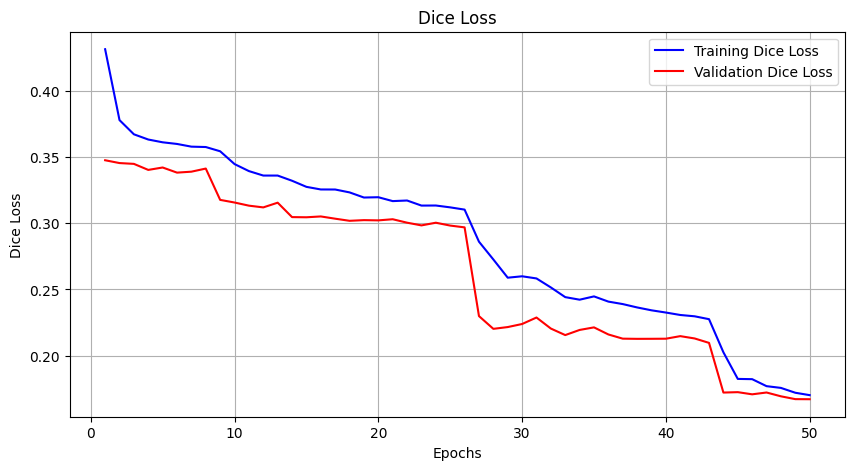 Dice Loss
Training Dice Loss
Validation Dice Loss
0.40
0.35
0.30
0.25
0.20
Dice Loss
0
10
20
30
40
50
Epochs